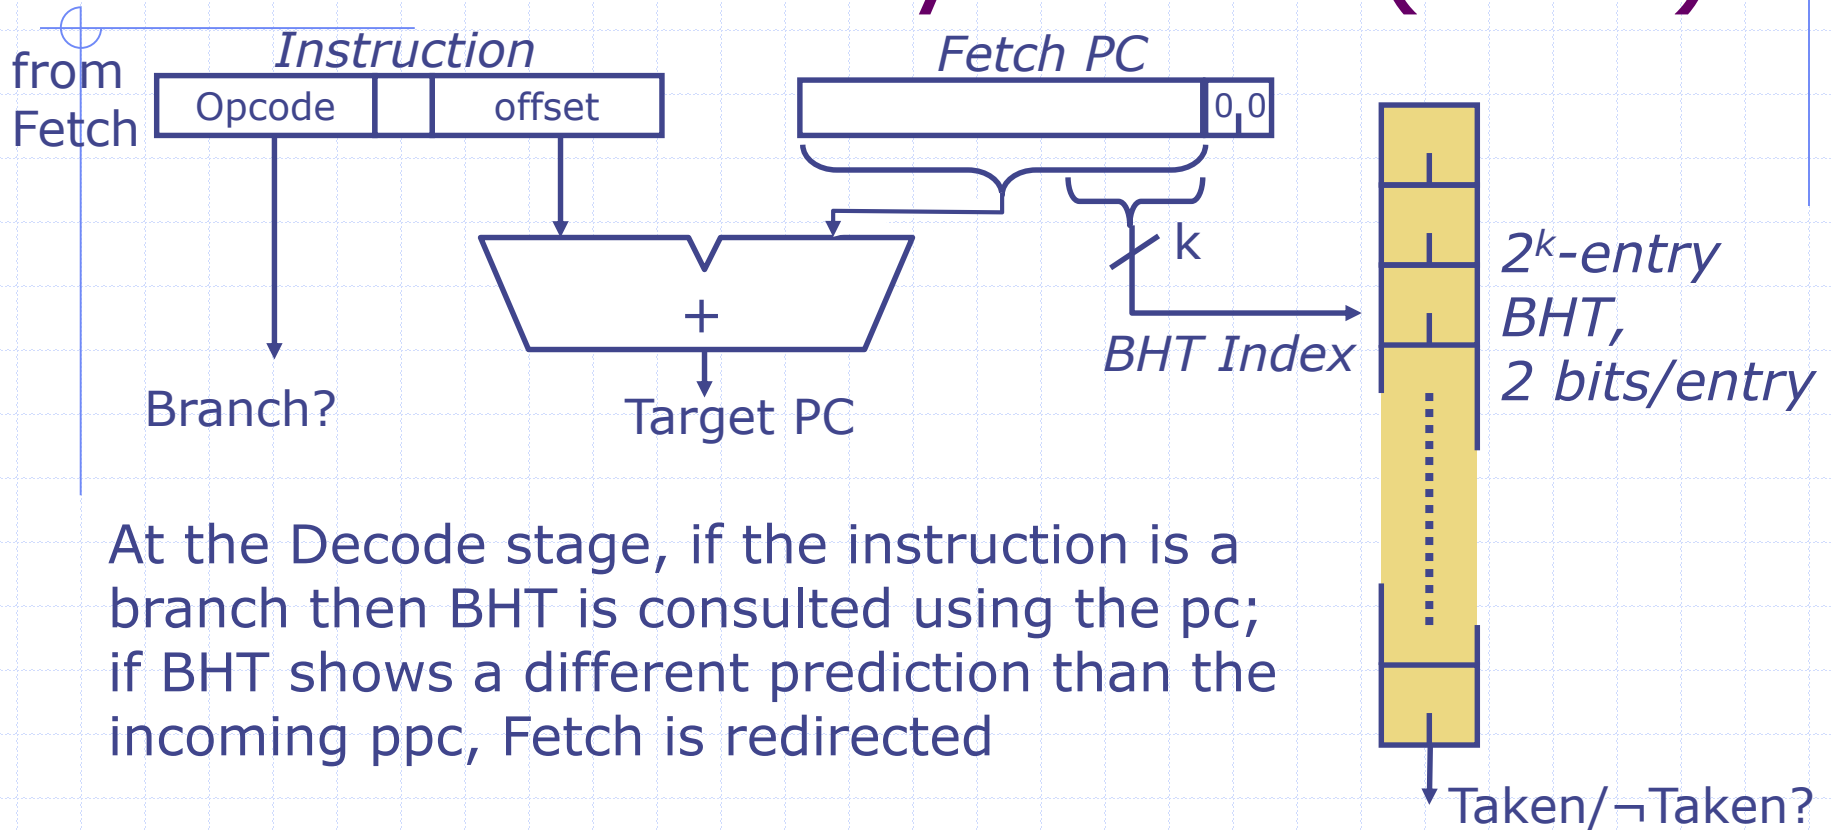 from
Fetch
Instruction
Opcode
offset
Fetch PC
0 0
k
+
BHT Index
2ᵏ-entry
BHT,
2 bits/entry
Branch?
Target PC
At the Decode stage, if the instruction is a
branch then BHT is consulted using the pc;
if BHT shows a different prediction than the
incoming ppc, Fetch is redirected
Taken/¬Taken?